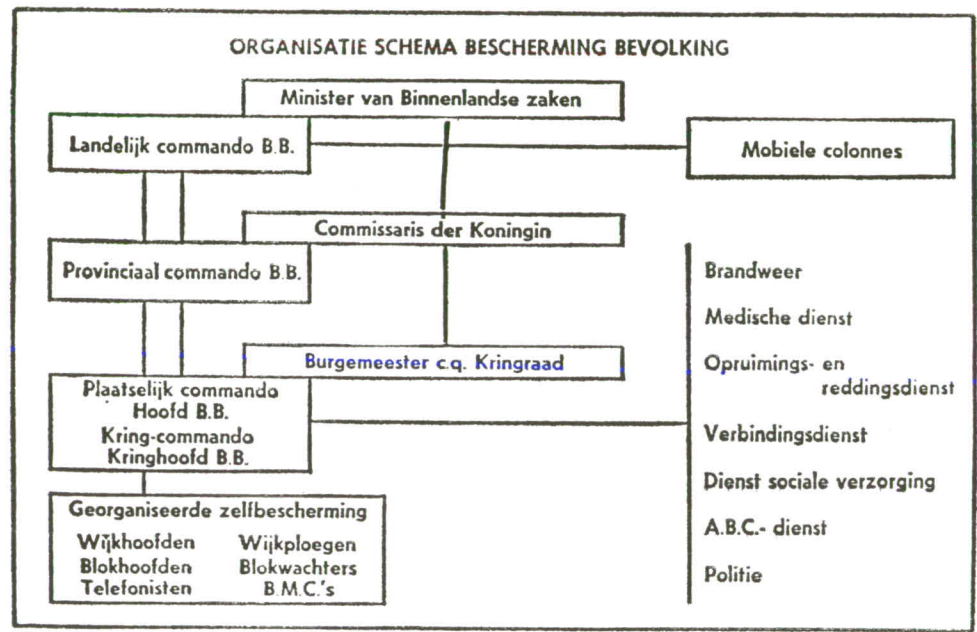 ORGANISATIE SCHEMA BESCHERMING BEVOLKING
Minister van Binnenlandse zaken
Landelijk commando B.B.
Mobiele colonnes
Commissaris der Koningin
Provinciaal commando B.B.
Burgemeester c.q. Kringraad
Plaatselijk commando
Hoofd B.B.
Kring-commando
Kringhoofd B.B.
Georganiseerde zelfbescherming
Wijkhoofden Wijkploegen
Blokhoofden Blokwachters
Telefonisten B.M.C.'s
Brandweer
Medische dienst
Opruimings- en
reddingsdienst
Verbindingsdienst
Dienst sociale verzorging
A.B.C.- dienst
Politie